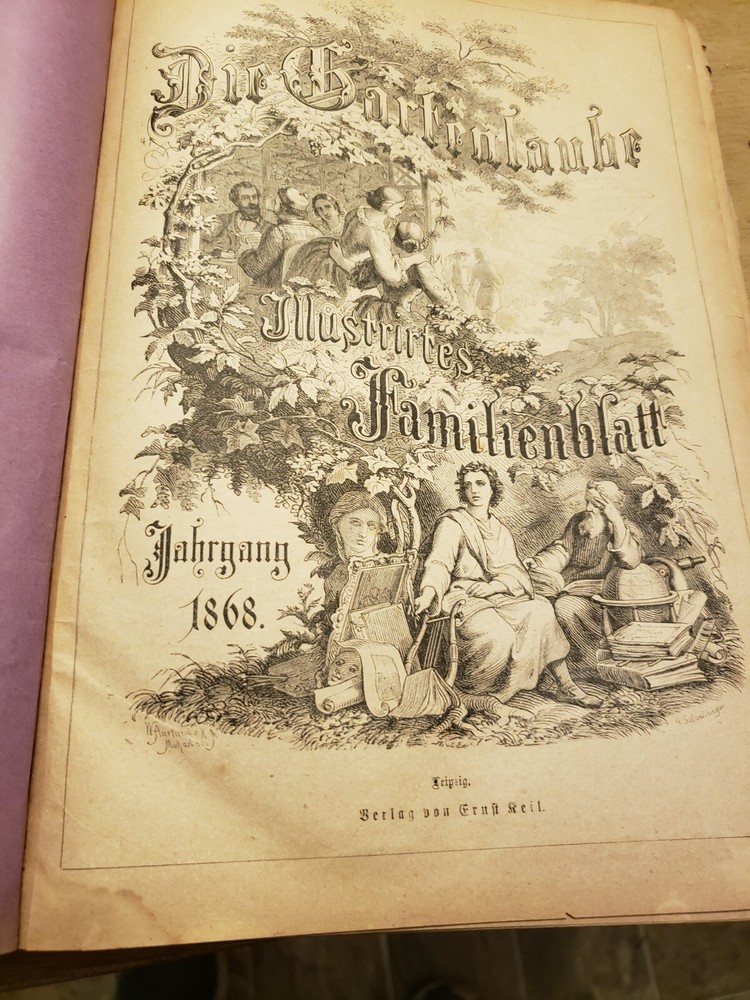 Die Gartenlaube
Illustrirtes
Familienblatt
Jahrgang
1868.
Leipzig.
Verlag von Ernst Keil.